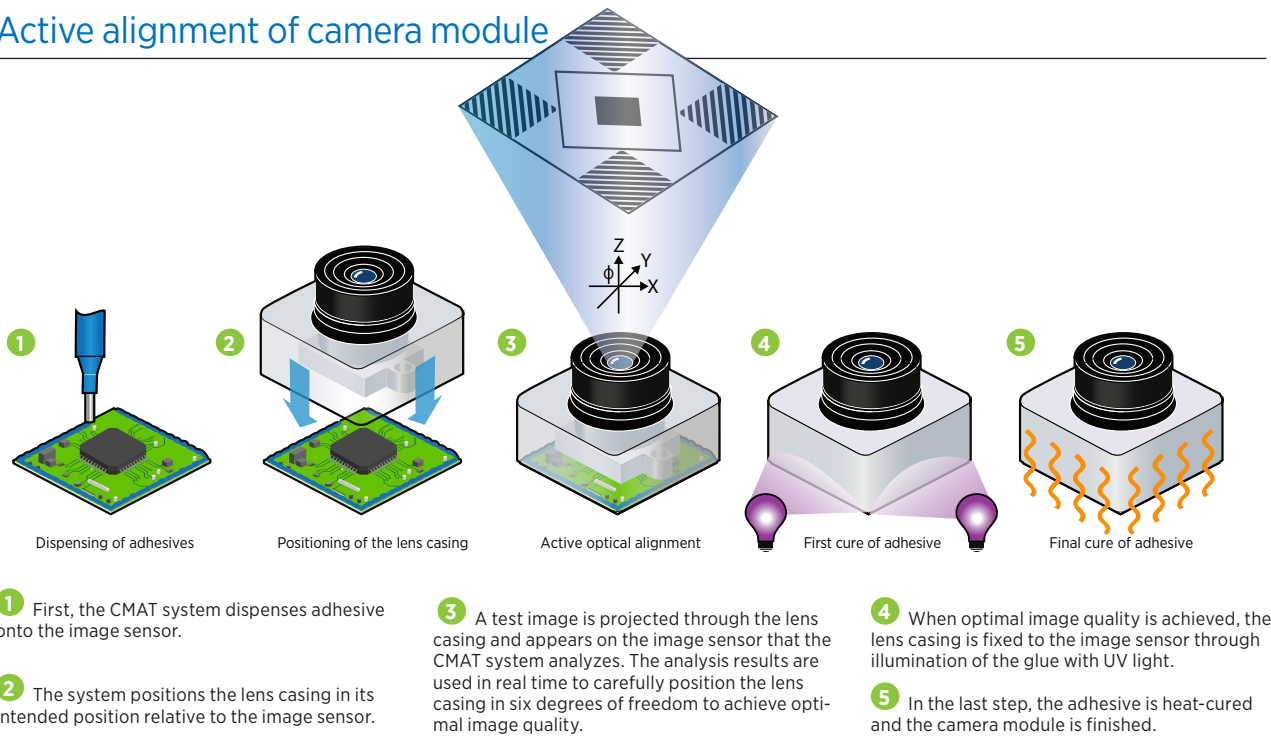 Active alignment of camera module
Z
Y
ϕ
X
1
2
3
4
5
Dispensing of adhesives
Positioning of the lens casing
Active optical alignment
First cure of adhesive
Final cure of adhesive
1 First, the CMAT system dispenses adhesive
onto the image sensor.
2 The system positions the lens casing in its
intended position relative to the image sensor.
3 A test image is projected through the lens
casing and appears on the image sensor that the
CMAT system analyzes. The analysis results are
used in real time to carefully position the lens
casing in six degrees of freedom to achieve opti-
mal image quality.
4 When optimal image quality is achieved, the
lens casing is fixed to the image sensor through
illumination of the glue with UV light.
5 In the last step, the adhesive is heat-cured
and the camera module is finished.